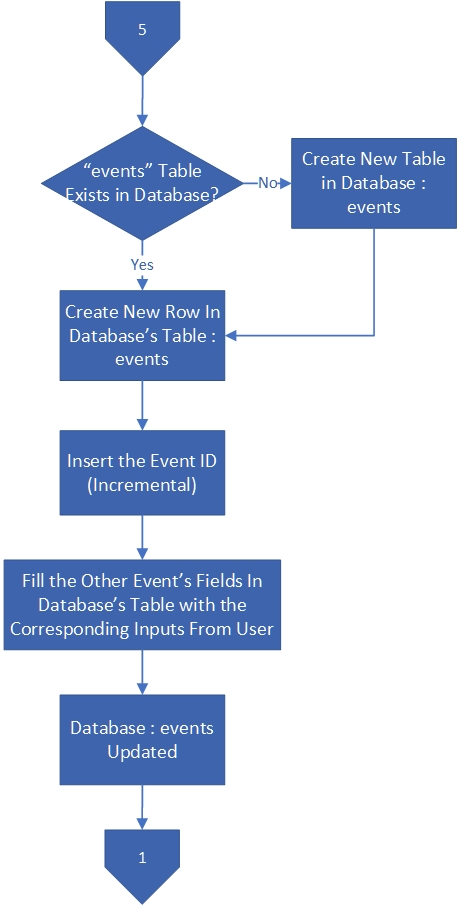 5
“events” Table
Exists in Database?
No
Create New Table
in Database :
events
Yes
Create New Row In
Database’s Table :
events
Insert the Event ID
(Incremental)
Fill the Other Event’s Fields In
Database’s Table with the
Corresponding Inputs From User
Database : events
Updated
1